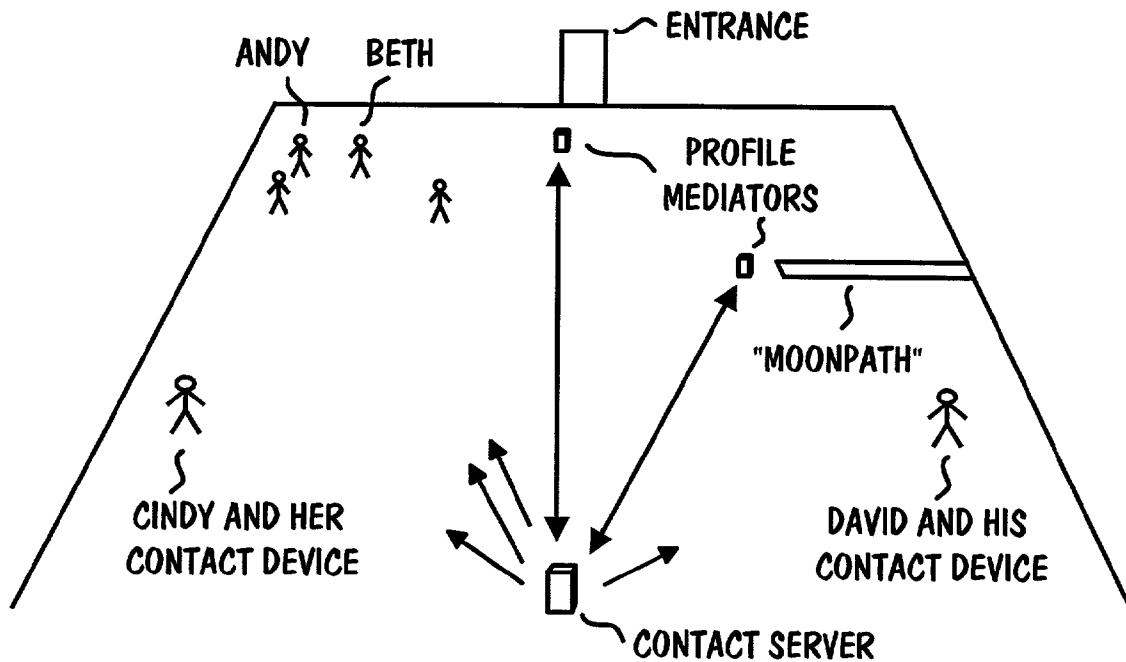 ENTRANCE
ANDY
BETH
PROFILE
MEDIATORS
"MOONPATH"
CINDY AND HER
CONTACT DEVICE
DAVID AND HIS
CONTACT DEVICE
CONTACT SERVER